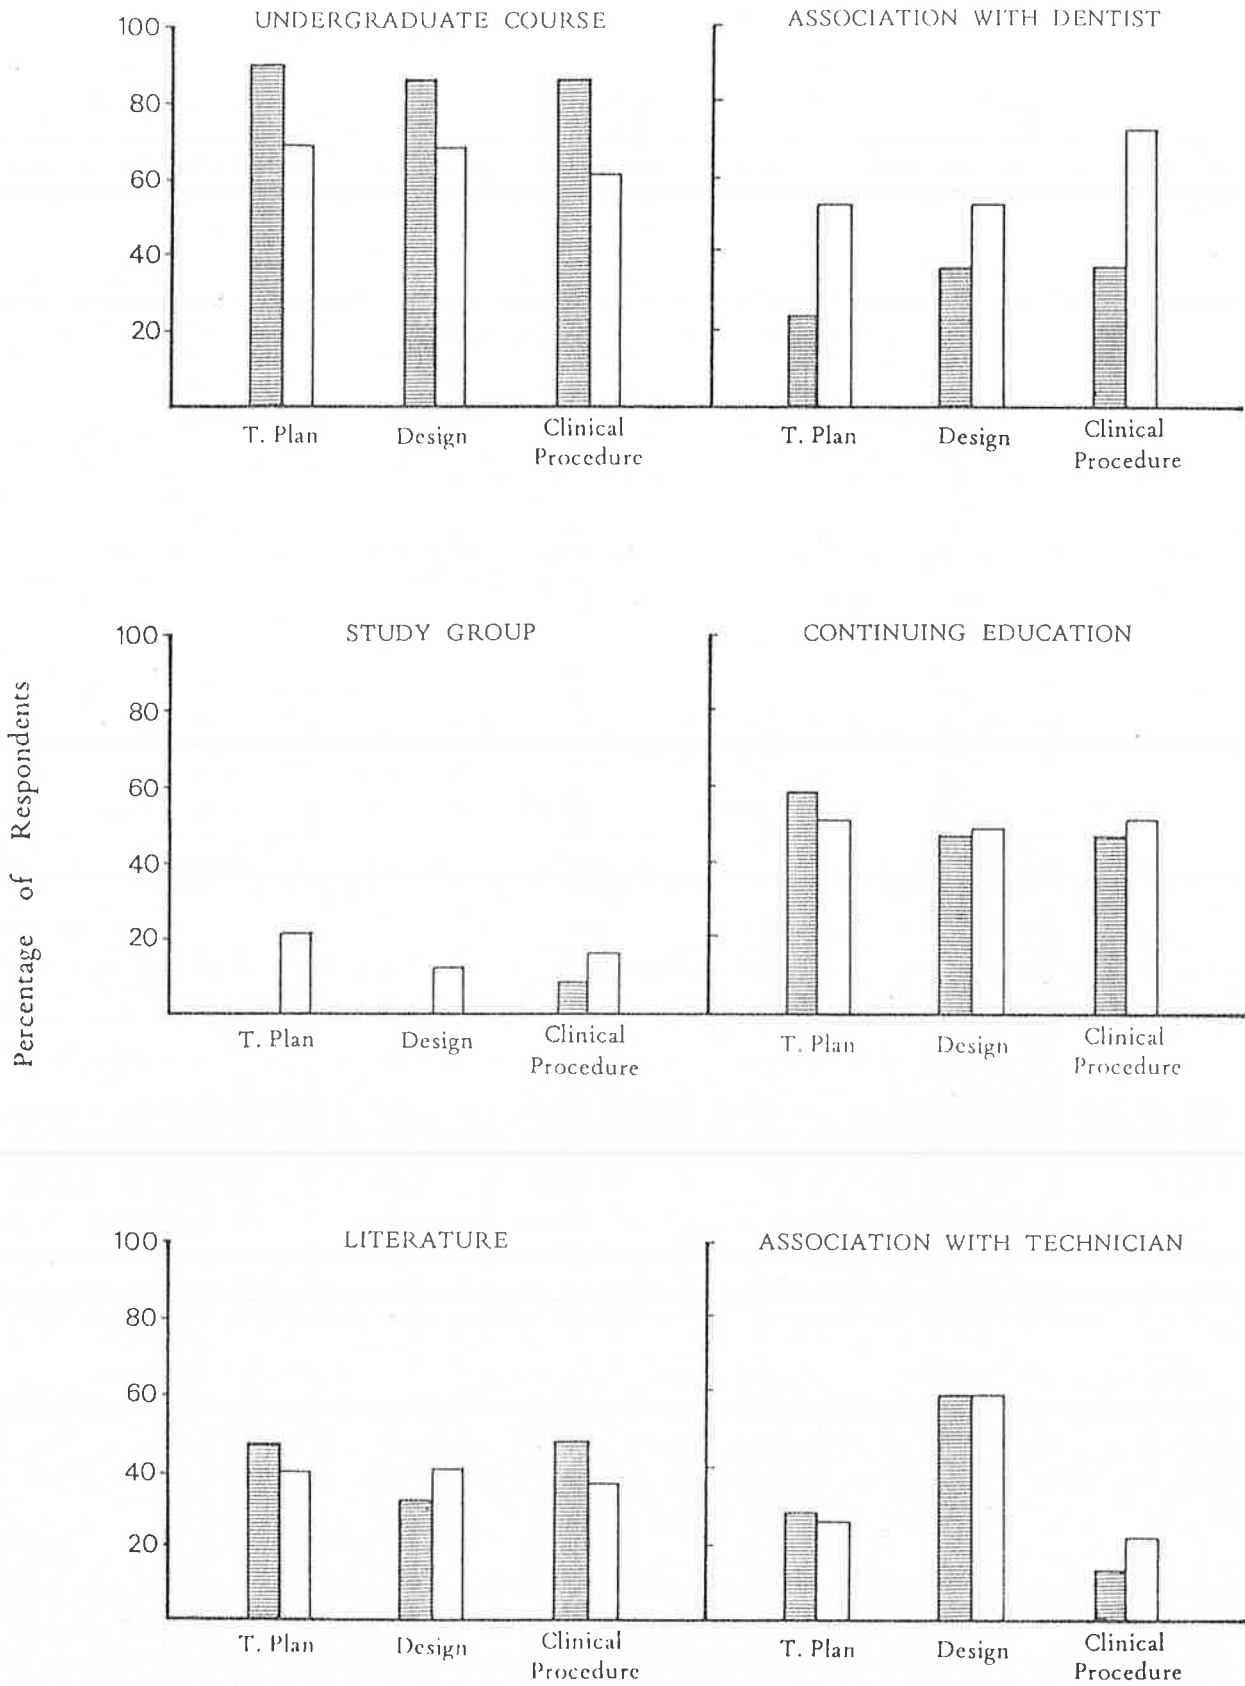 UNDERGRADUATE COURSE
ASSOCIATION WITH DENTIST
100
80
60
40
20
T. Plan
Design
Clinical
Procedure
T. Plan
Design
Clinical
Procedure
Percentage of Respondents
STUDY GROUP
CONTINUING EDUCATION
100
80
60
40
20
T. Plan
Design
Clinical
Procedure
T. Plan
Design
Clinical
Procedure
LITERATURE
ASSOCIATION WITH TECHNICIAN
100
80
60
40
20
T. Plan
Design
Clinical
Procedure
T. Plan
Design
Clinical
Procedure